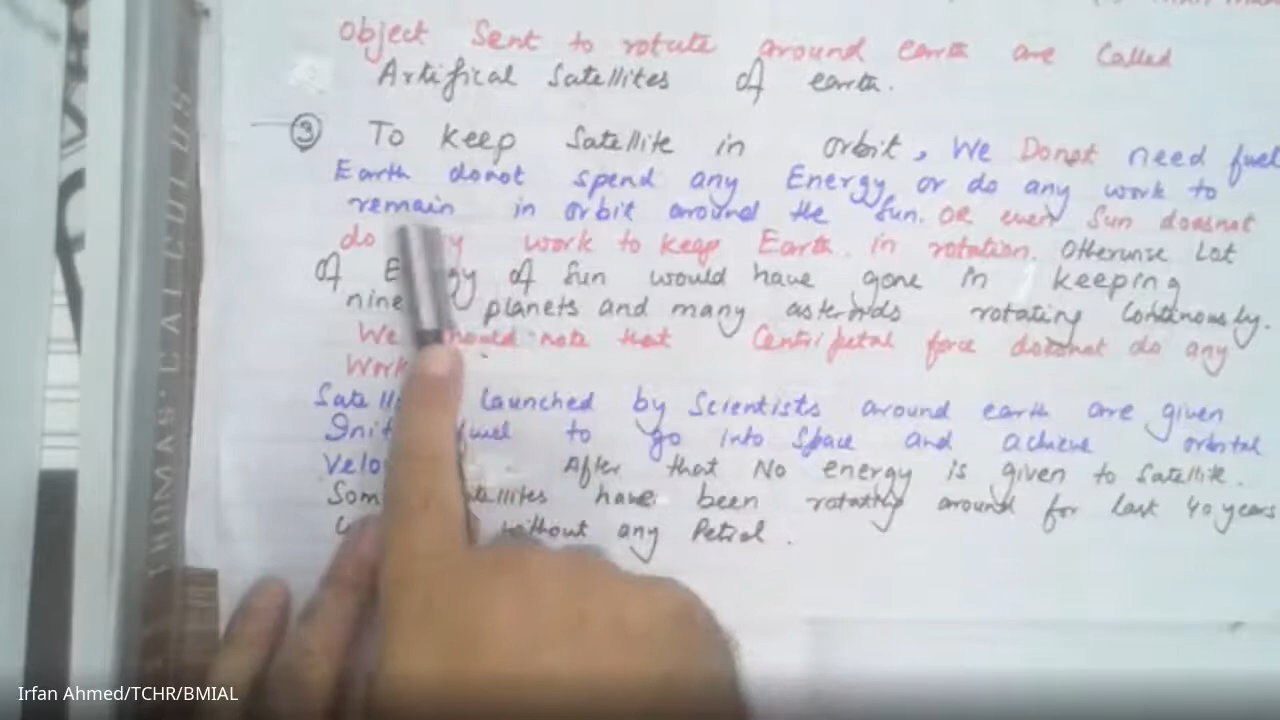 Object Sent to rotate around earth are Called
Artifical Satellites of earth.
③ To keep Satellite in orbit, We Donot need fuel
Earth donot spend any Energy or do any work to
remain in orbit around the Sun. OR even Sun doesnot
do work to keep Earth in rotation. Otherwise Lot
of of Sun would have gone in keeping
nine planets and many asteroids rotating Continously.
We should note that Centripetal force doesnot do any
Work
launched by Scientists around earth are given
fuel to go into Space and achieve orbital
After that No energy is given to Satellite.
have been rotating around for last 40 years
without any Petrol.
THOMAS' CALCULUS
Irfan Ahmed/TCHR/BMIAL